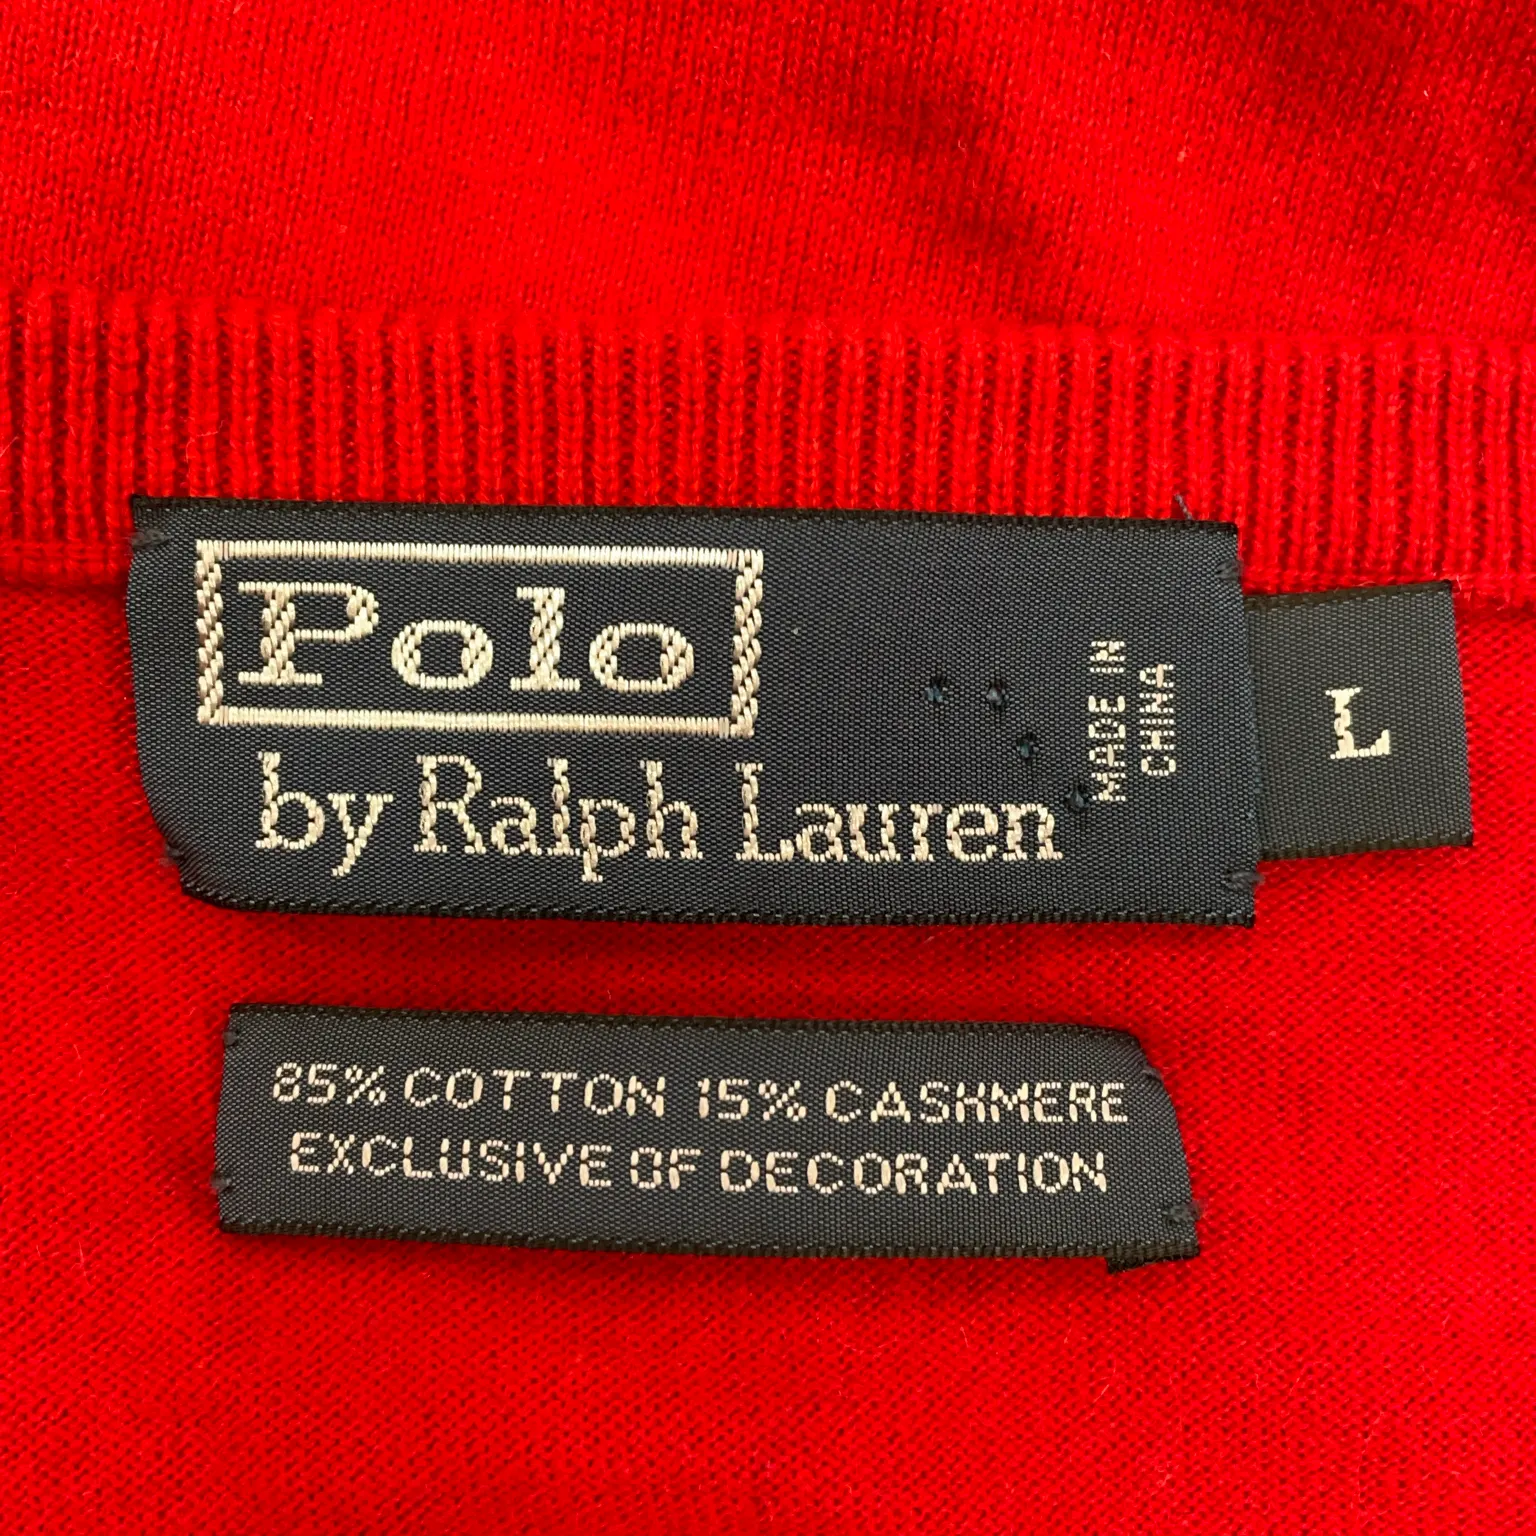 Polo
by Ralph Lauren
MADE IN
CHINA
L
85% COTTON 15% CASHMERE
EXCLUSIVE OF DECORATION